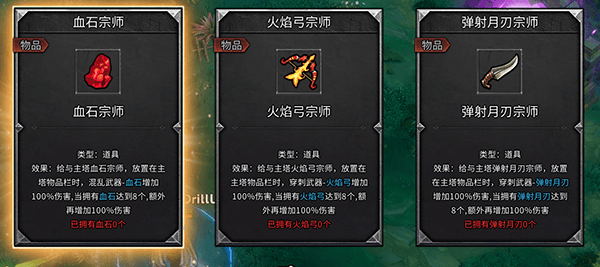 血石宗师
物品
血石宗师
类型：道具
效果：给与主塔血石宗师，放置在主
塔物品栏时，混乱武器-血石增加
100%伤害,当拥有血石达到8个,额外
再增加100%伤害
已拥有血石0个
火焰弓宗师
物品
火焰弓宗师
类型：道具
效果：给与主塔火焰弓宗师，放置在
主塔物品栏时，穿刺武器-火焰弓增加
100%伤害,当拥有火焰弓达到8个,额
外再增加100%伤害
已拥有火焰弓0个
弹射月刃宗师
物品
弹射月刃宗师
类型：道具
效果：给与主塔弹射月刃宗师，放置
在主塔物品栏时，穿刺武器-弹射月刃
增加100%伤害,当拥有弹射月刃达到
8个,额外再增加100%伤害
已拥有弹射月刃0个
DrillL